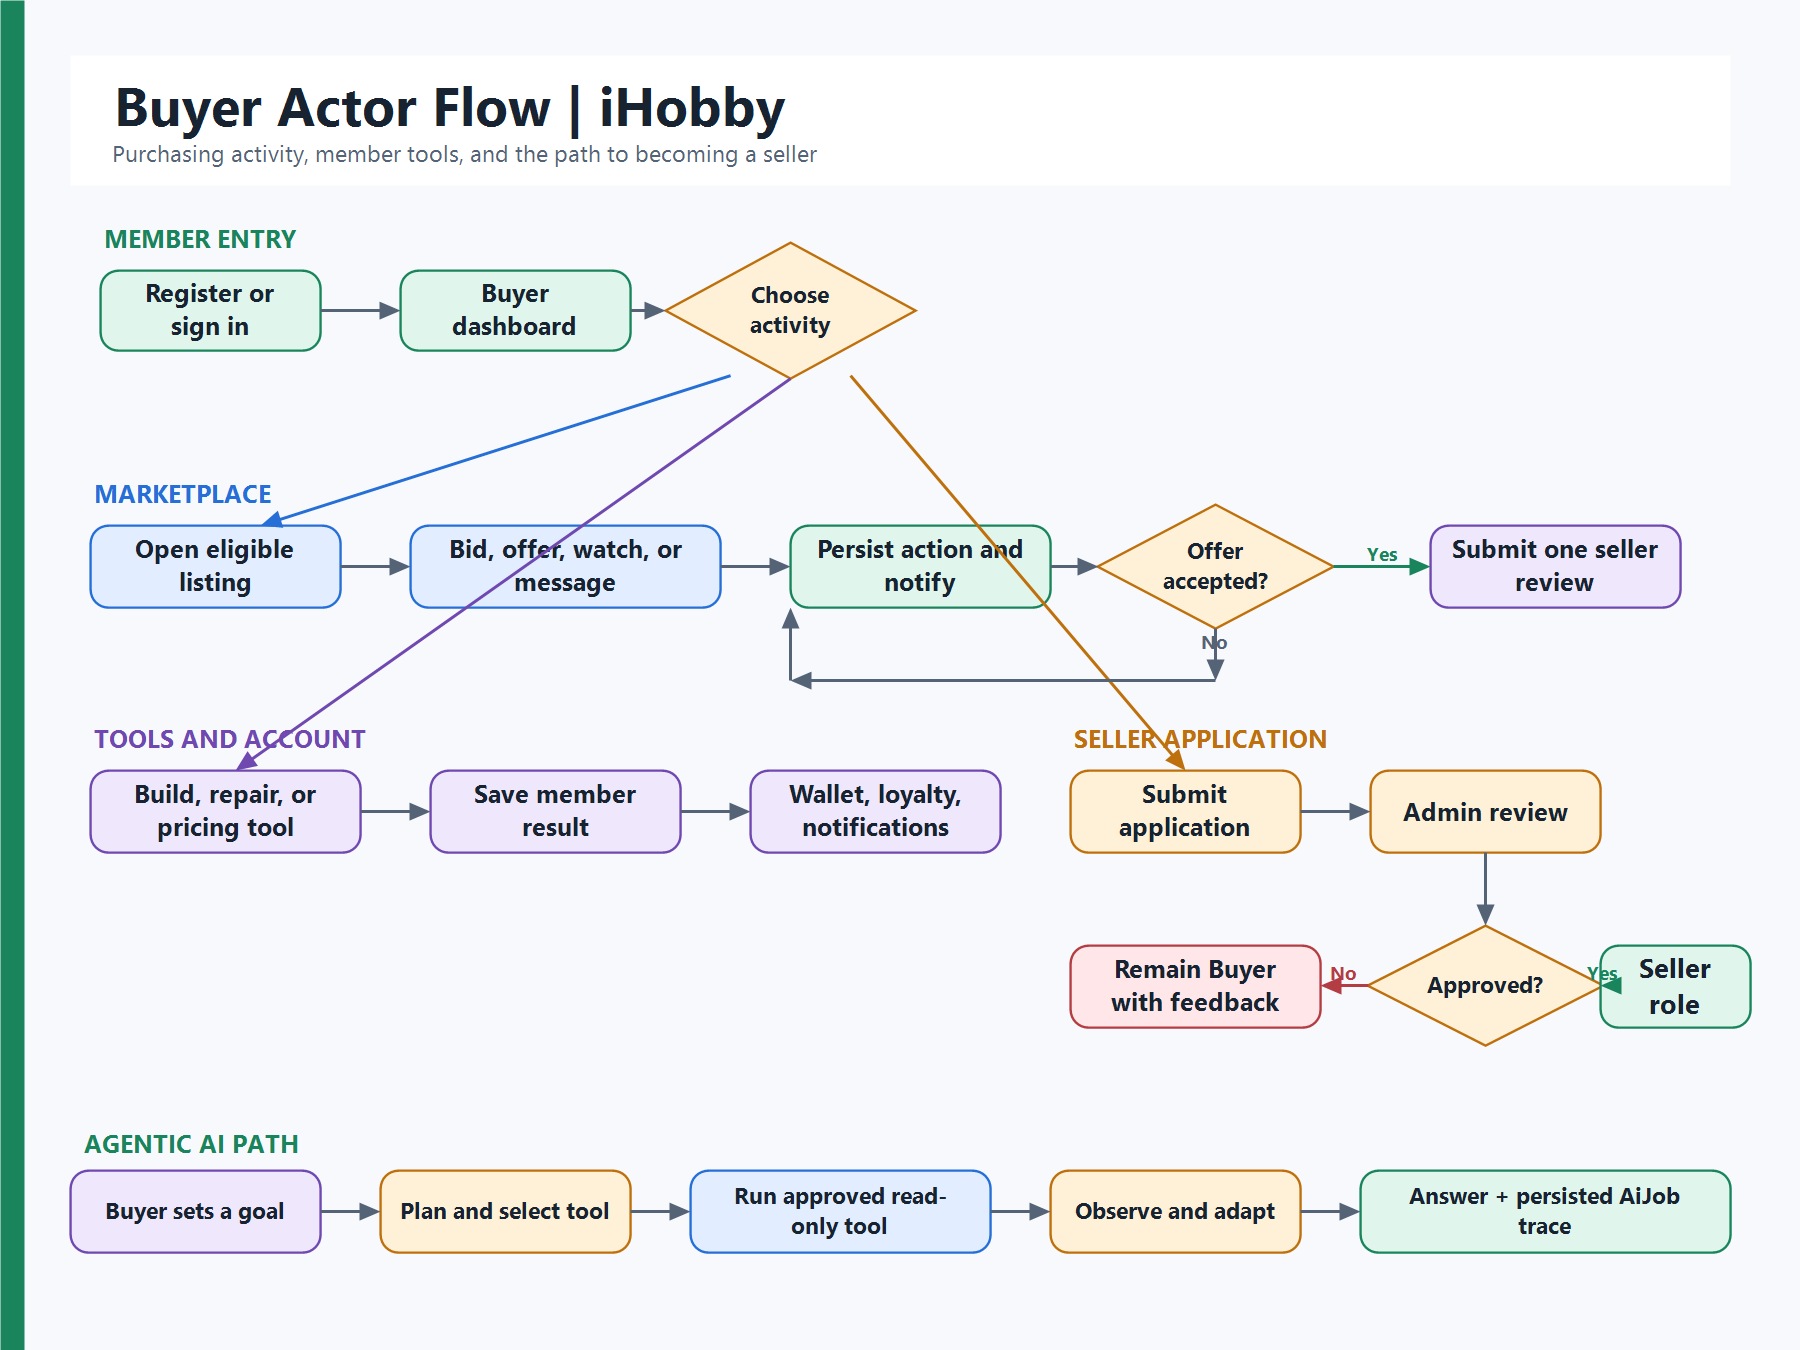 Buyer Actor Flow | iHobby
Purchasing activity, member tools, and the path to becoming a seller
MEMBER ENTRY
Register or
sign in
Buyer
dashboard
Choose
activity
MARKETPLACE
Open eligible
listing
Bid, offer, watch, or
message
Persist action and
notify
Offer
accepted?
Yes
Submit one seller
review
No
TOOLS AND ACCOUNT
Build, repair, or
pricing tool
Save member
result
Wallet, loyalty,
notifications
SELLER APPLICATION
Submit
application
Admin review
Remain Buyer
with feedback
No
Approved?
Yes
Seller
role
AGENTIC AI PATH
Buyer sets a goal
Plan and select tool
Run approved read-
only tool
Observe and adapt
Answer + persisted AiJob
trace